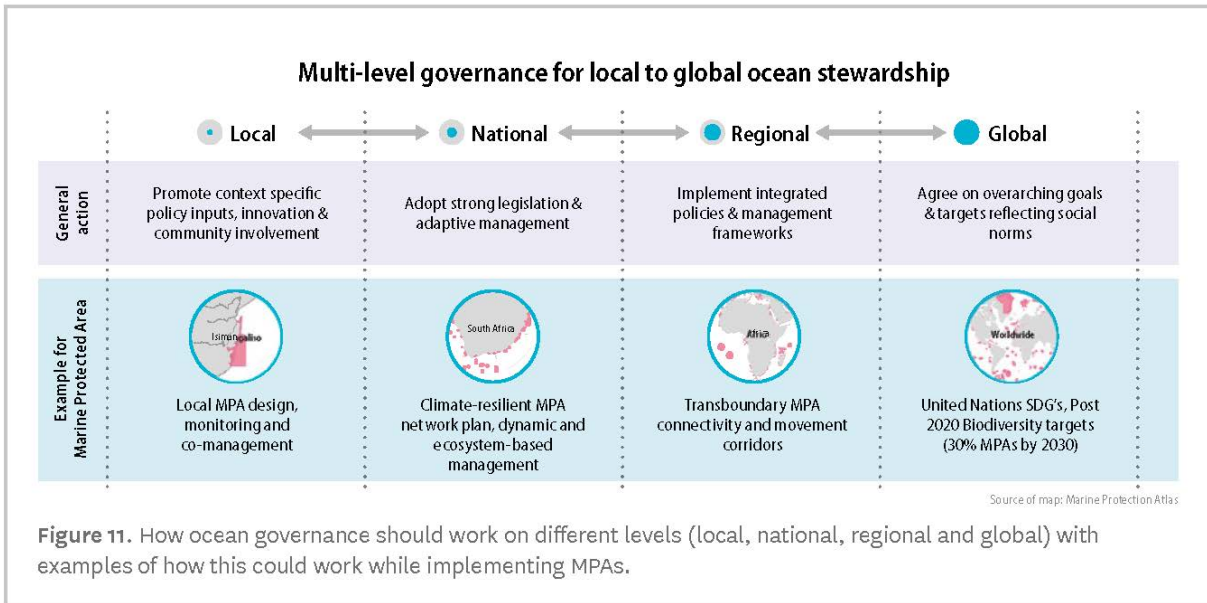 Multi-level governance for local to global ocean stewardship
Local
National
Regional
Global
General
action
Promote context specific
policy inputs, innovation &
community involvement
Adopt strong legislation &
adaptive management
Implement integrated
policies & management
frameworks
Agree on overarching goals
& targets reflecting social
norms
Example for
Marine Protected Area
Isimangaliso
South Africa
Africa
Worldwide
Local MPA design,
monitoring and
co-management
Climate-resilient MPA
network plan, dynamic and
ecosystem-based
management
Transboundary MPA
connectivity and movement
corridors
United Nations SDG's, Post
2020 Biodiversity targets
(30% MPAs by 2030)
Source of map: Marine Protection Atlas
Figure 11. How ocean governance should work on different levels (local, national, regional and global) with
examples of how this could work while implementing MPAs.